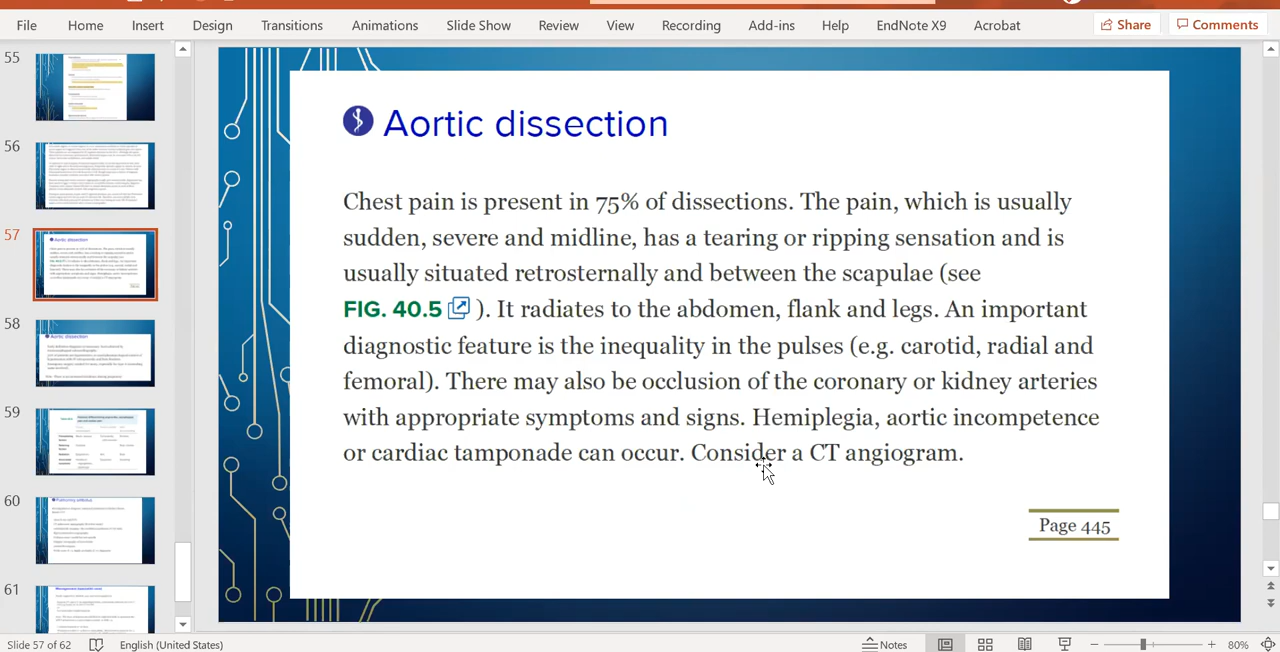 File Home Insert Design Transitions Animations Slide Show Review View Recording Add-ins Help EndNote X9 Acrobat Share Comments
55
56
57
58
59
60
61
Aortic dissection
Aortic dissection
Aortic dissection
Chest pain is present in 75% of dissections. The pain, which is usually
sudden, severe and midline, has a tearing or ripping sensation and is
usually situated retrosternally and between the scapulae (see
FIG. 40.5 ). It radiates to the abdomen, flank and legs. An important
diagnostic feature is the inequality in the pulses (e.g. carotid, radial and
femoral). There may also be occlusion of the coronary or kidney arteries
with appropriate symptoms and signs. Hemiplegia, aortic incompetence
or cardiac tamponade can occur. Consider a CT angiogram.
Page 445
Slide 57 of 62 English (United States) Notes 80%